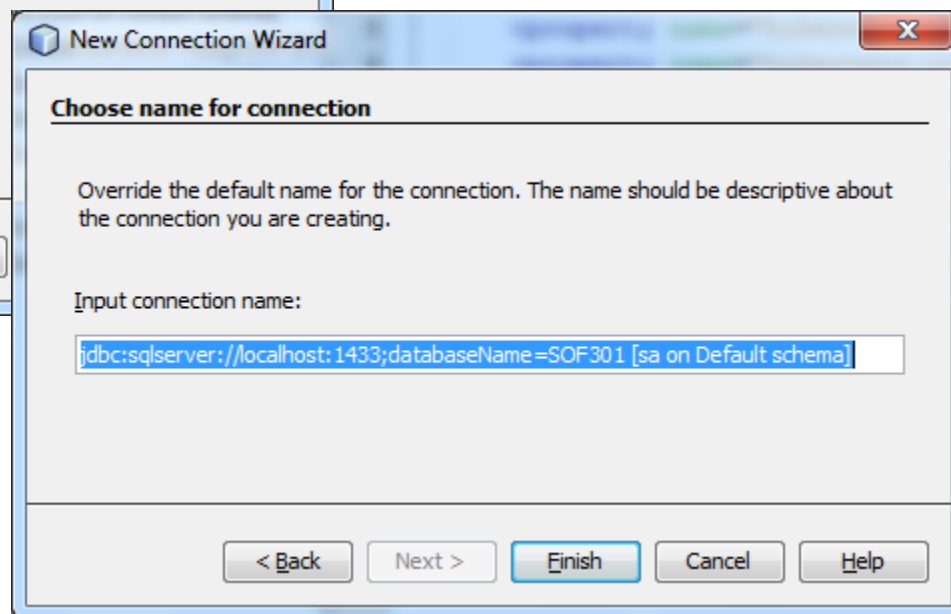 New Connection Wizard
Choose name for connection
Override the default name for the connection. The name should be descriptive about
the connection you are creating.
Input connection name:
jdbc:sqlserver://localhost:1433;databaseName=SOF301 [sa on Default schema]
< Back Next > Finish Cancel Help